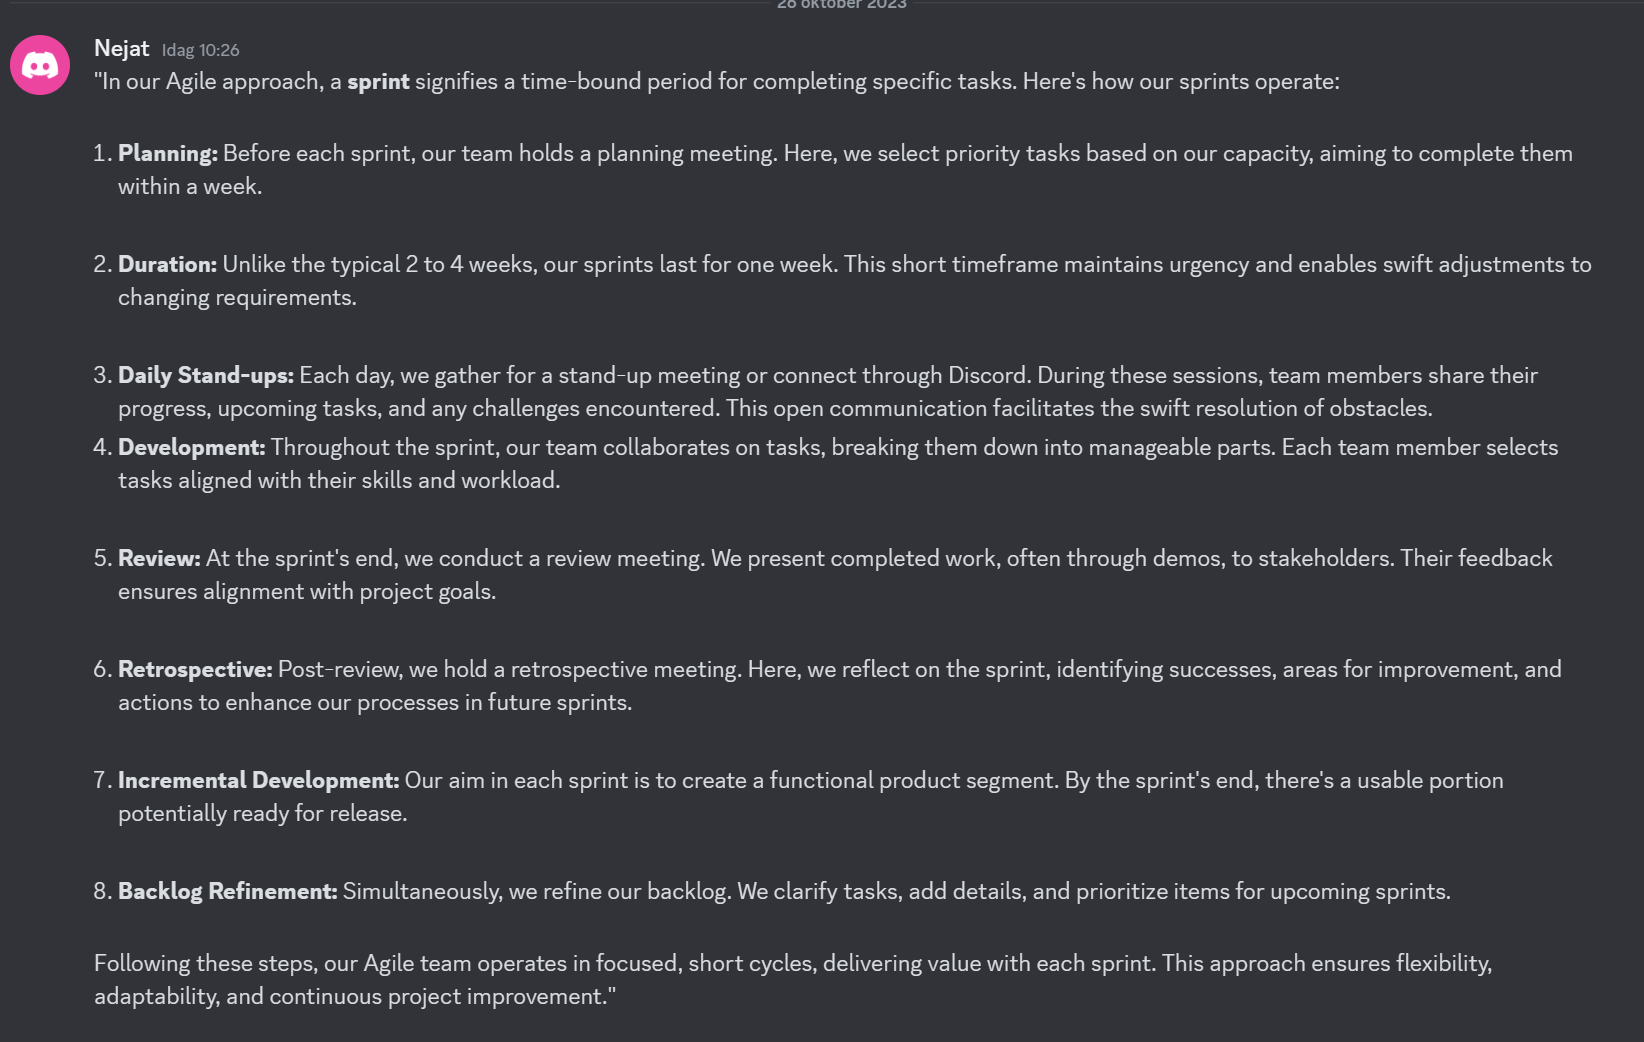 26 oktober 2023
Nejat Idag 10:26
"In our Agile approach, a sprint signifies a time-bound period for completing specific tasks. Here's how our sprints operate:
1. Planning: Before each sprint, our team holds a planning meeting. Here, we select priority tasks based on our capacity, aiming to complete them
within a week.
2. Duration: Unlike the typical 2 to 4 weeks, our sprints last for one week. This short timeframe maintains urgency and enables swift adjustments to
changing requirements.
3. Daily Stand-ups: Each day, we gather for a stand-up meeting or connect through Discord. During these sessions, team members share their
progress, upcoming tasks, and any challenges encountered. This open communication facilitates the swift resolution of obstacles.
4. Development: Throughout the sprint, our team collaborates on tasks, breaking them down into manageable parts. Each team member selects
tasks aligned with their skills and workload.
5. Review: At the sprint's end, we conduct a review meeting. We present completed work, often through demos, to stakeholders. Their feedback
ensures alignment with project goals.
6. Retrospective: Post-review, we hold a retrospective meeting. Here, we reflect on the sprint, identifying successes, areas for improvement, and
actions to enhance our processes in future sprints.
7. Incremental Development: Our aim in each sprint is to create a functional product segment. By the sprint's end, there's a usable portion
potentially ready for release.
8. Backlog Refinement: Simultaneously, we refine our backlog. We clarify tasks, add details, and prioritize items for upcoming sprints.
Following these steps, our Agile team operates in focused, short cycles, delivering value with each sprint. This approach ensures flexibility,
adaptability, and continuous project improvement."